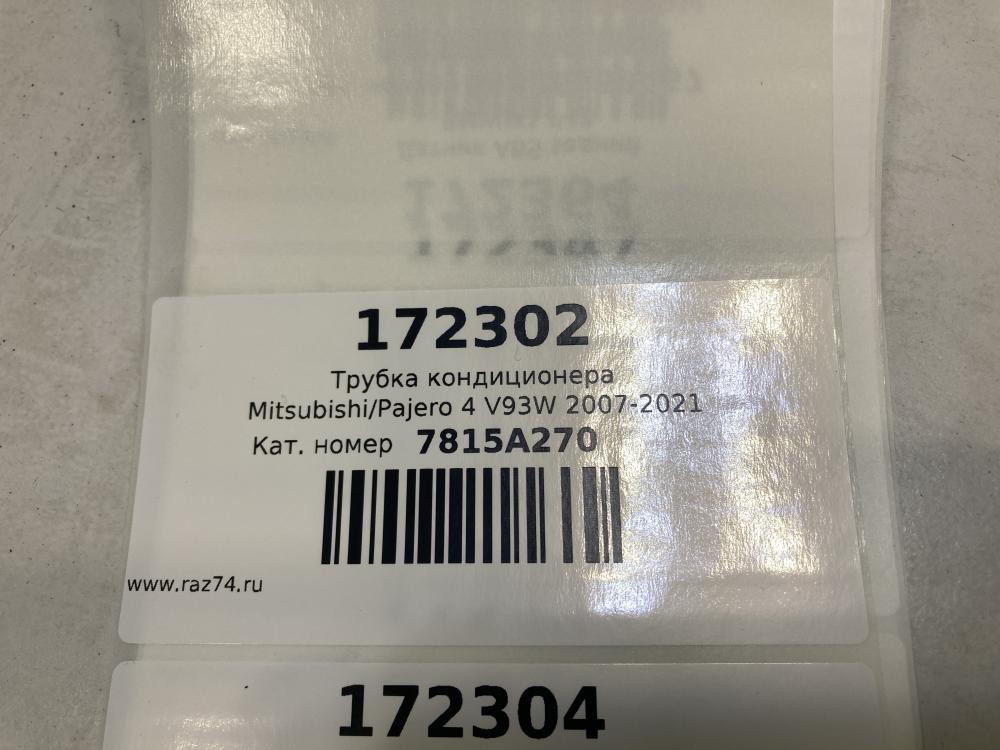 172302
Трубка кондиционера
Mitsubishi/Pajero 4 V93W 2007-2021
Кат. номер 7815A270
www.raz74.ru
172304